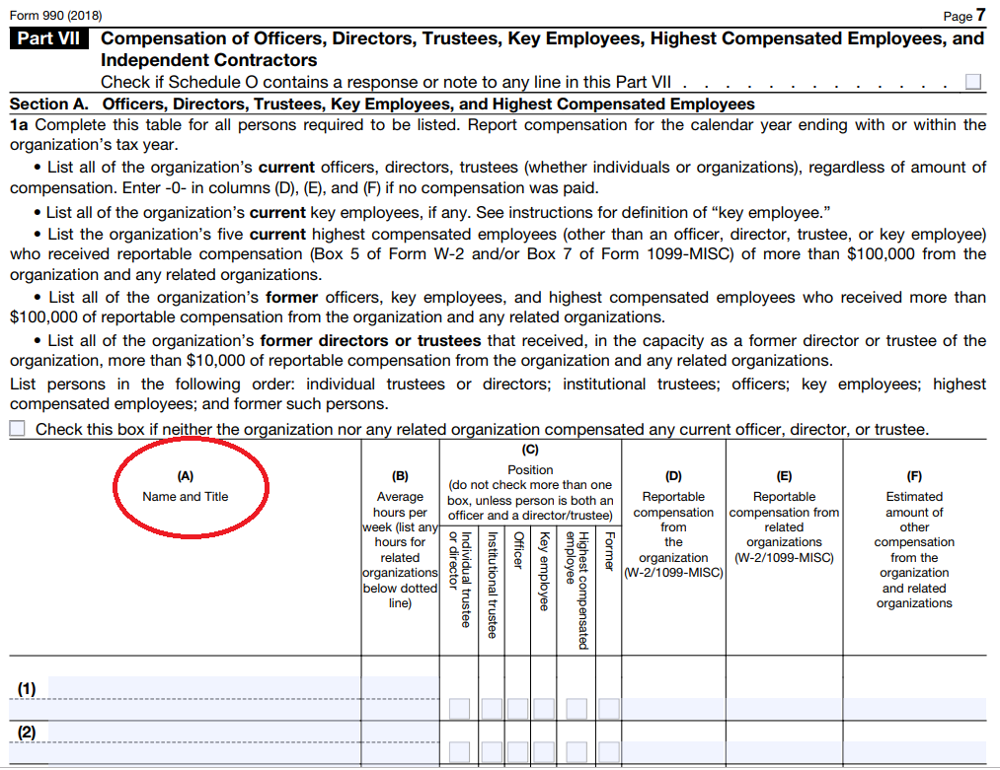 Form 990 (2018) Page 7
Part VII Compensation of Officers, Directors, Trustees, Key Employees, Highest Compensated Employees, and
Independent Contractors
Check if Schedule O contains a response or note to any line in this Part VII . . . . . . . . . . . . .
Section A. Officers, Directors, Trustees, Key Employees, and Highest Compensated Employees
1a Complete this table for all persons required to be listed. Report compensation for the calendar year ending with or within the
organization’s tax year.
• List all of the organization’s current officers, directors, trustees (whether individuals or organizations), regardless of amount of
compensation. Enter -0- in columns (D), (E), and (F) if no compensation was paid.
• List all of the organization’s current key employees, if any. See instructions for definition of “key employee.”
• List the organization’s five current highest compensated employees (other than an officer, director, trustee, or key employee)
who received reportable compensation (Box 5 of Form W-2 and/or Box 7 of Form 1099-MISC) of more than $100,000 from the
organization and any related organizations.
• List all of the organization’s former officers, key employees, and highest compensated employees who received more than
$100,000 of reportable compensation from the organization and any related organizations.
• List all of the organization’s former directors or trustees that received, in the capacity as a former director or trustee of the
organization, more than $10,000 of reportable compensation from the organization and any related organizations.
List persons in the following order: individual trustees or directors; institutional trustees; officers; key employees; highest
compensated employees; and former such persons.
Check this box if neither the organization nor any related organization compensated any current officer, director, or trustee.
(A)
Name and Title
(B)
Average
hours per
week (list any
hours for
related
organizations
below dotted
line)
(C)
Position
(do not check more than one
box, unless person is both an
officer and a director/trustee)
Individual trustee
or director
Institutional trustee
Officer
Key employee
Highest compensated
employee
Former
(D)
Reportable
compensation
from
the
organization
(W-2/1099-MISC)
(E)
Reportable
compensation from
related
organizations
(W-2/1099-MISC)
(F)
Estimated
amount of
other
compensation
from the
organization
and related
organizations
(1)
(2)